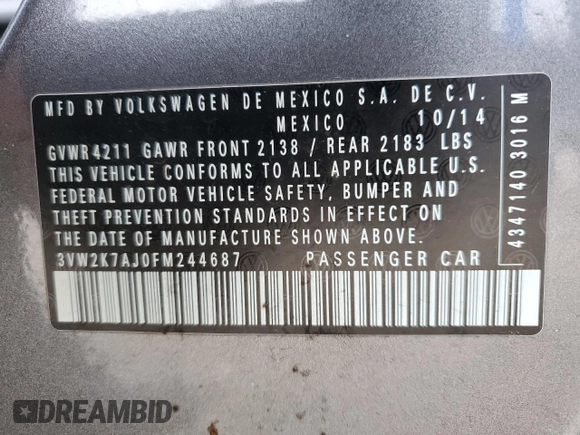 MFD BY VOLKSWAGEN DE MEXICO S.A. DE C.V.
MEXICO 10/14
GVWR4211 GAWR FRONT 2138 / REAR 2183 LBS
THIS VEHICLE CONFORMS TO ALL APPLICABLE U.S.
FEDERAL MOTOR VEHICLE SAFETY, BUMPER AND
THEFT PREVENTION STANDARDS IN EFFECT ON
THE DATE OF MANUFACTURE SHOWN ABOVE.
3VW2K7AJ0FM244687 PASSENGER CAR
4347140 3016 M
DREAMBID